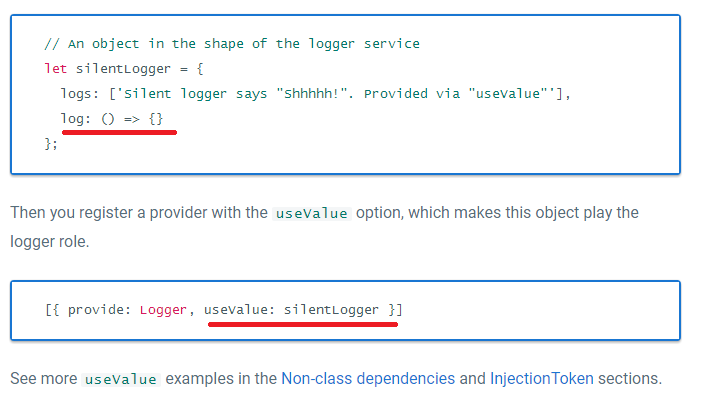 // An object in the shape of the logger service
let silentLogger = {
  logs: ['Silent logger says "Shhhhh!". Provided via "useValue"'],
  log: () => {}
};
Then you register a provider with the useValue option, which makes this object play the
logger role.
[{ provide: Logger, useValue: silentLogger }]
See more useValue examples in the Non-class dependencies and InjectionToken sections.